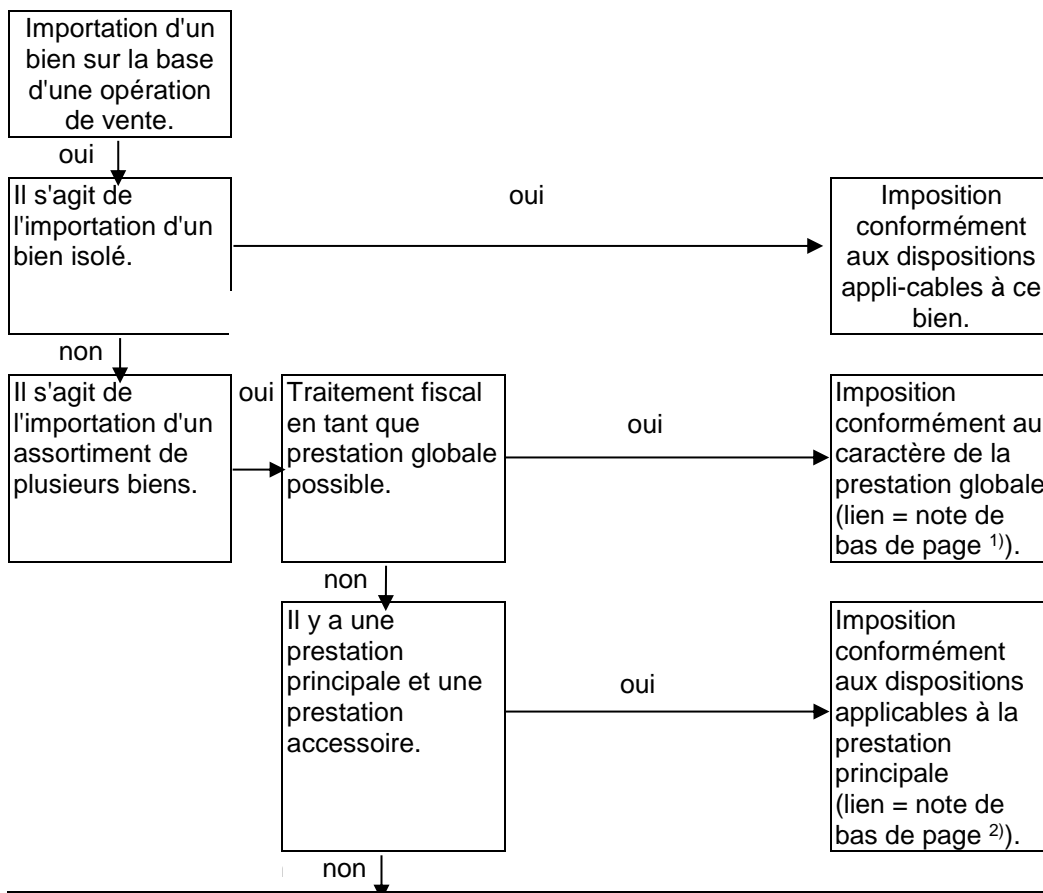 Importation d'un
bien sur la base
d'une opération
de vente.
oui
Il s'agit de
l'importation d'un
bien isolé.
oui
Imposition
conformément
aux dispositions
appli-cables à ce
bien.
non
Il s'agit de
l'importation d'un
assortiment de
plusieurs biens.
oui
Traitement fiscal
en tant que
prestation globale
possible.
oui
Imposition
conformément au
caractère de la
prestation globale
(lien = note de
bas de page 1)).
non
Il y a une
prestation
principale et une
prestation
accessoire.
oui
Imposition
conformément
aux dispositions
applicables à la
prestation
principale
(lien = note de
bas de page 2)).
non